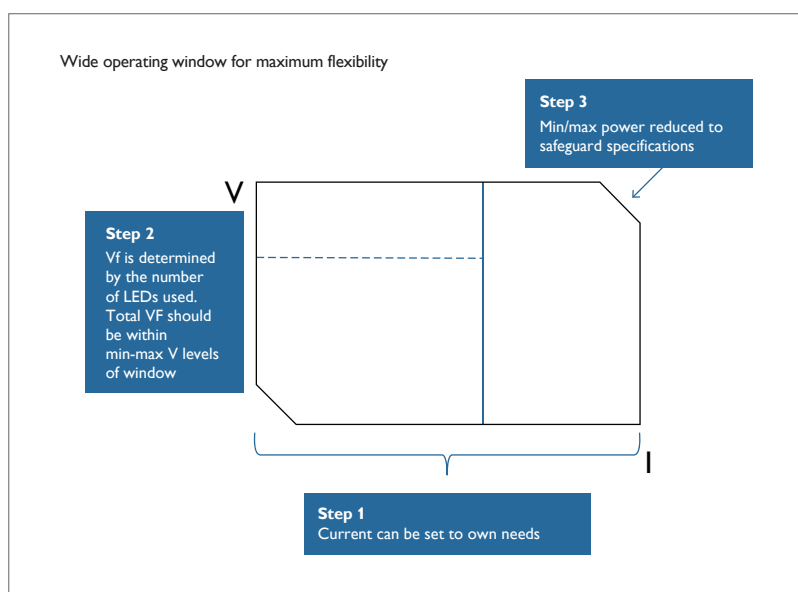 Wide operating window for maximum flexibility
Step 3
Min/max power reduced to
safeguard specifications
V
Step 2
Vf is determined
by the number
of LEDs used.
Total VF should
be within
min-max V levels
of window
I
Step 1
Current can be set to own needs